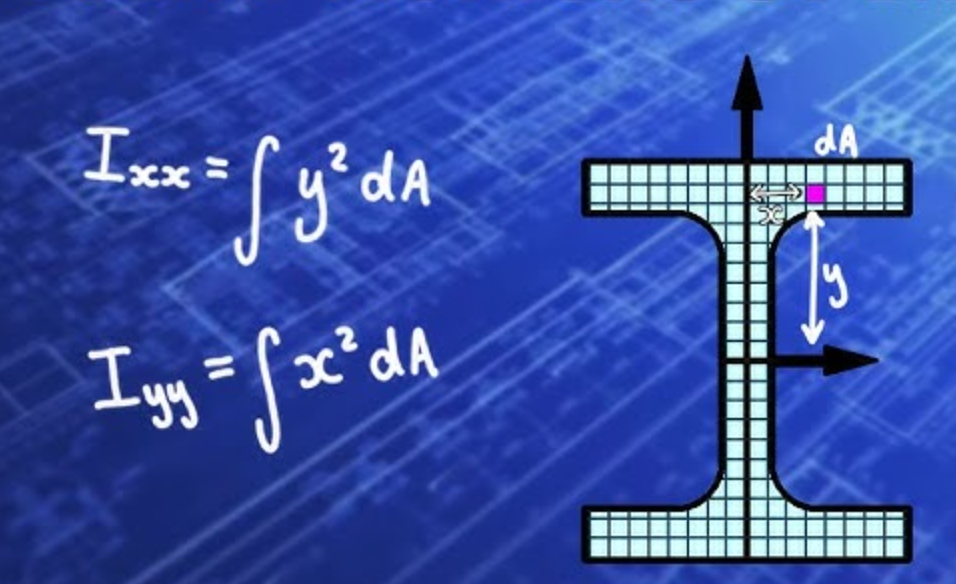 Ixx = ∫ y² dA
Iyy = ∫ x² dA
dA
x
y